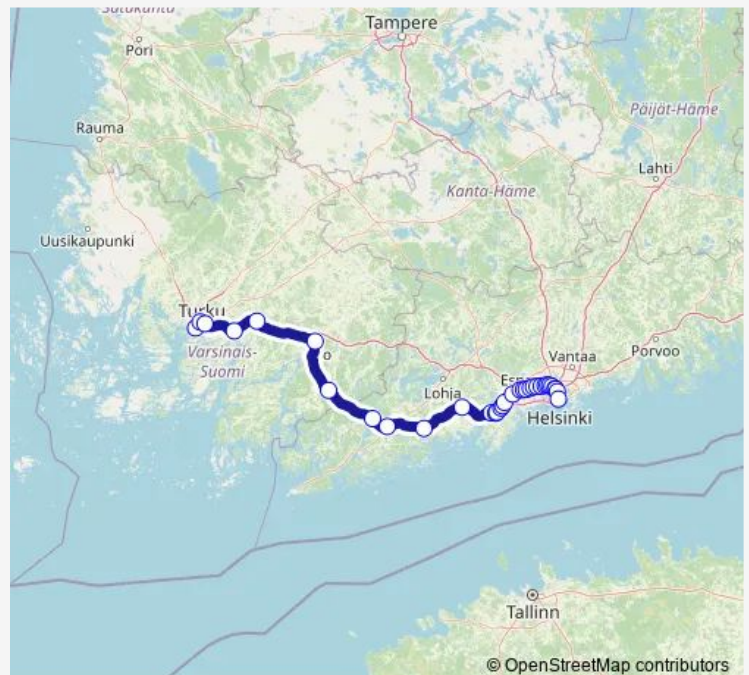 Satakunta
Tampere
Pori
Päijät-Häme
Rauma
Lahti
Kanta-Häme
Uusikaupunki
Turku
Varsinais-
Suomi
Vantaa
Porvoo
Lohja
Helsinki
Tallinn
© OpenStreetMap contributors